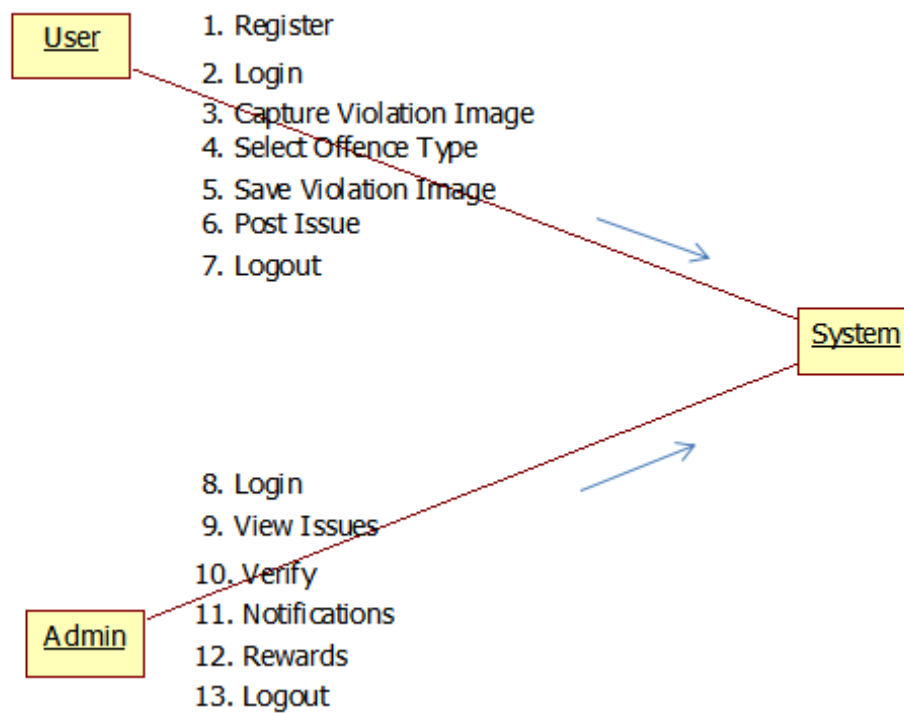 User
1. Register
2. Login
3. Capture Violation Image
4. Select Offence Type
5. Save Violation Image
6. Post Issue
7. Logout
System
8. Login
9. View Issues
10. Verify
11. Notifications
Admin
12. Rewards
13. Logout